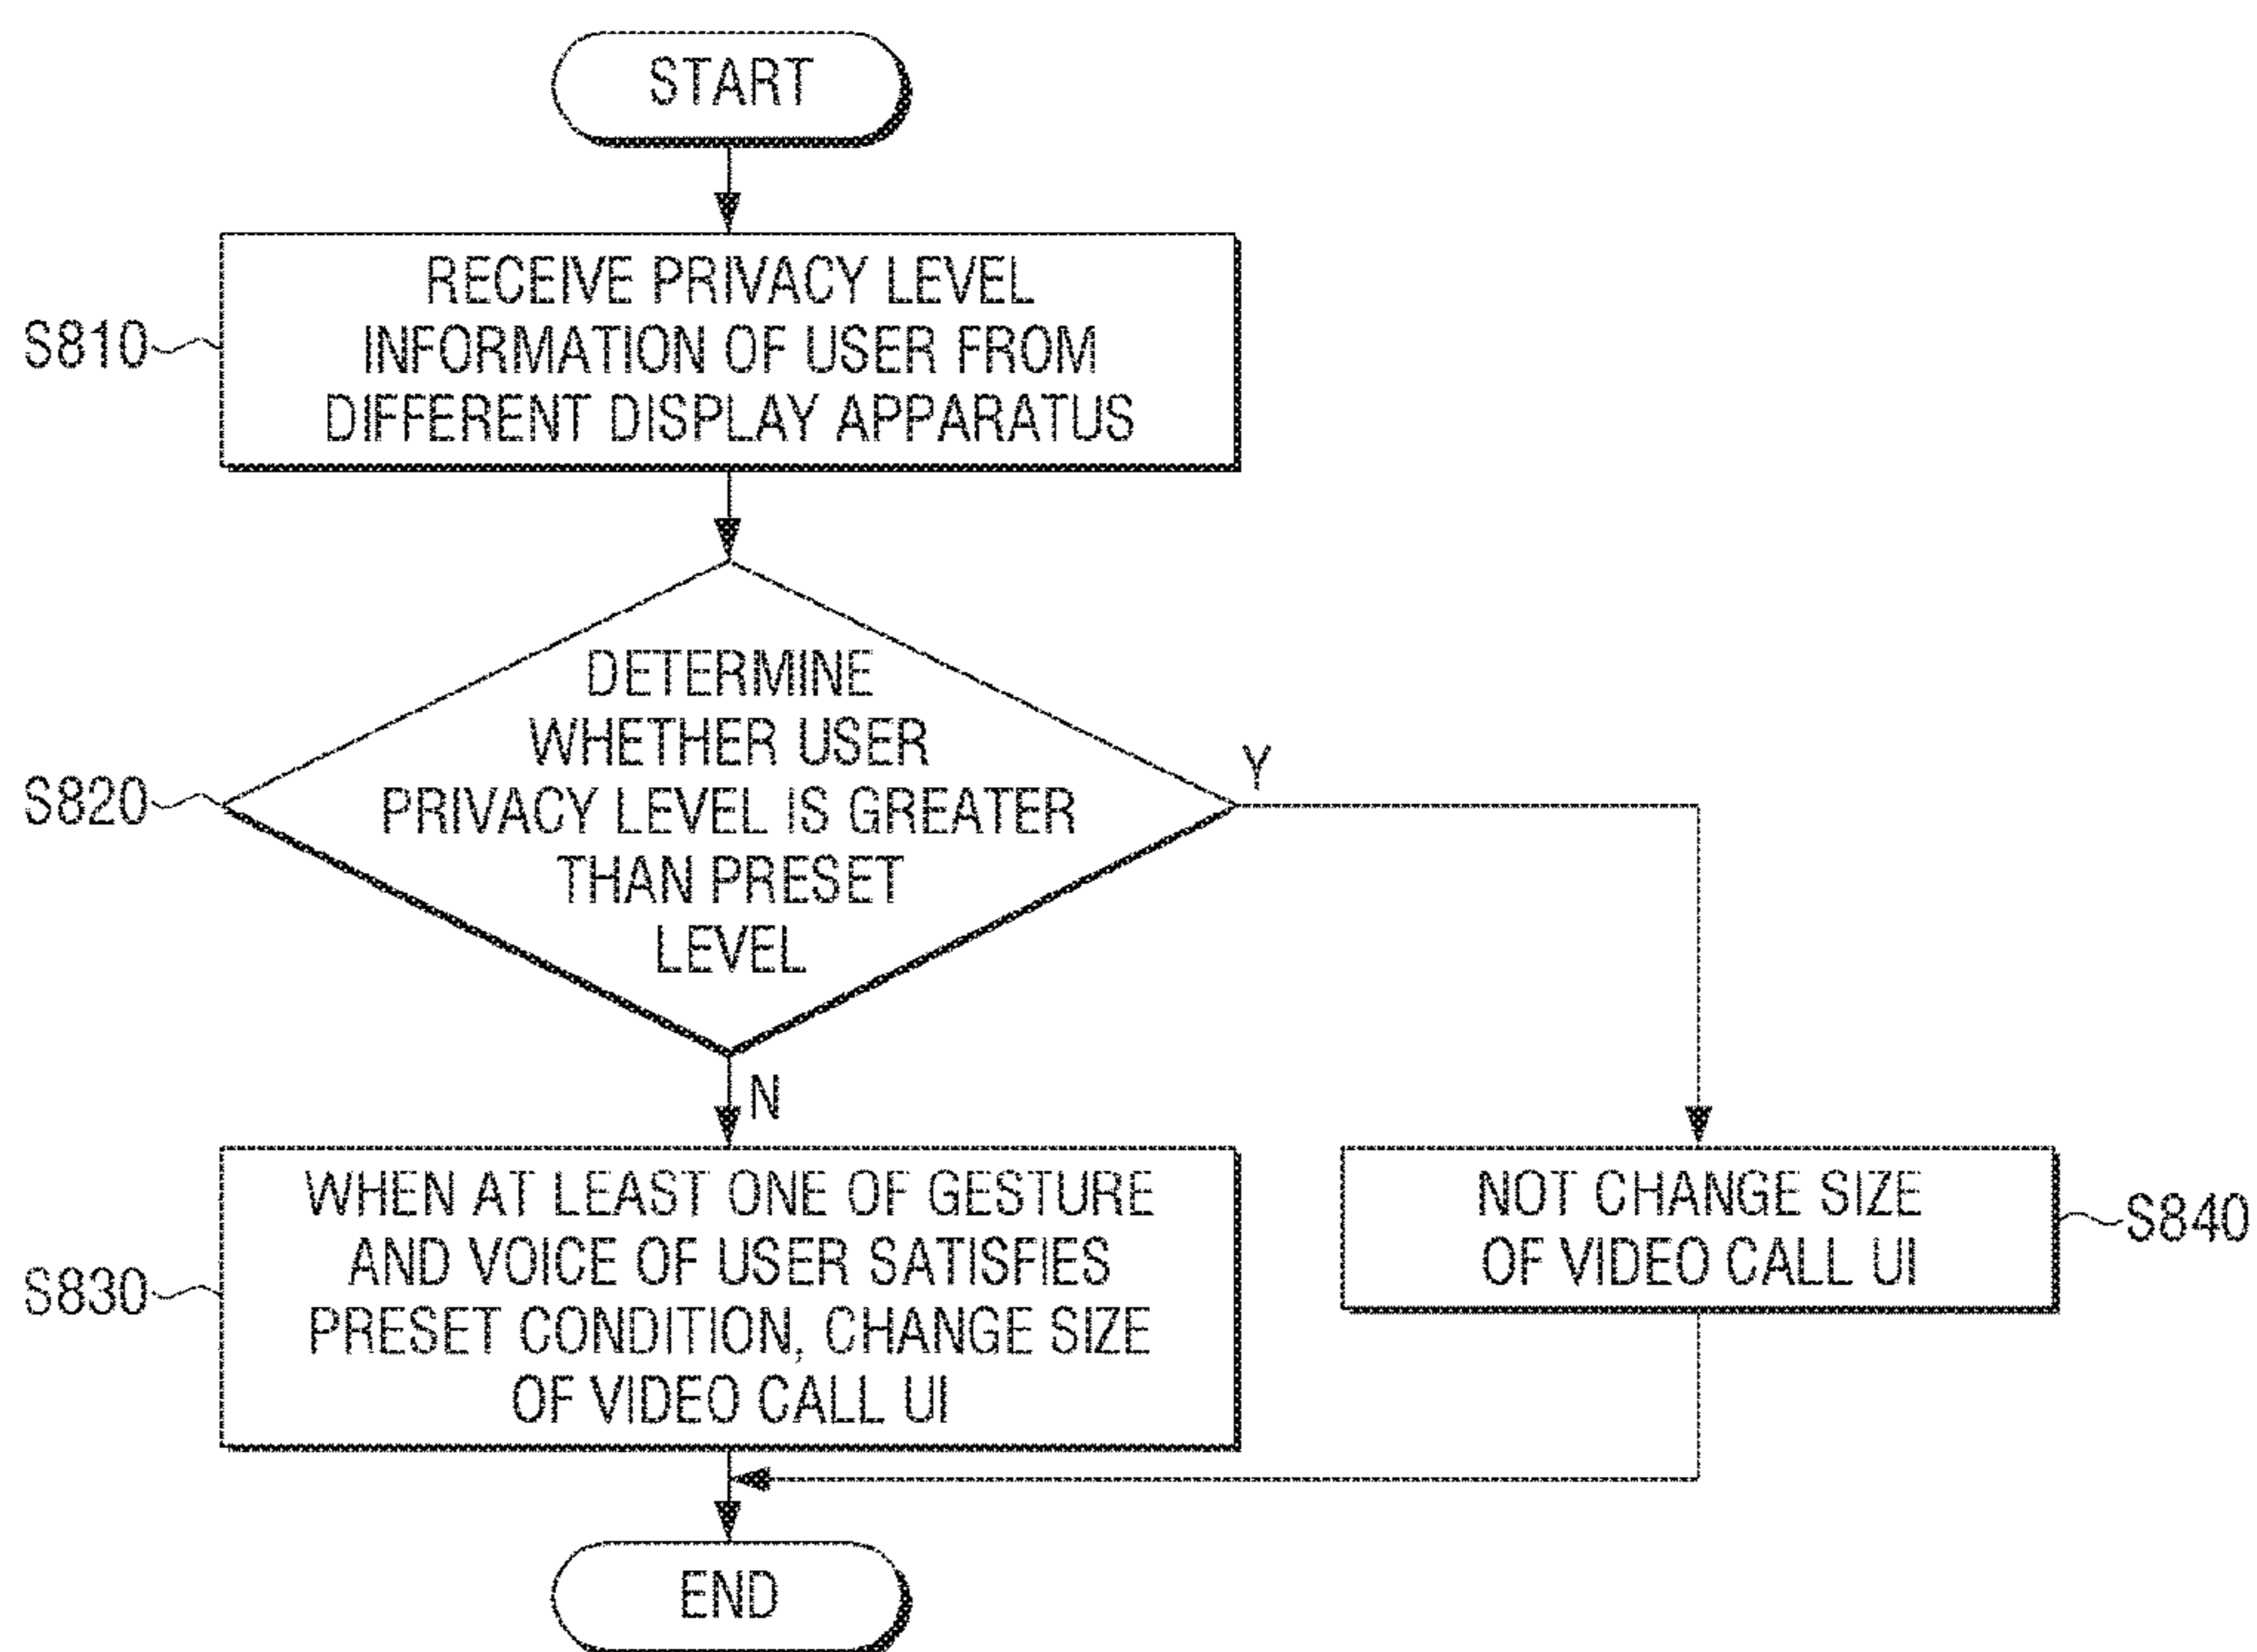 START
S810
RECEIVE PRIVACY LEVEL
INFORMATION OF USER FROM
DIFFERENT DISPLAY APPARATUS
S820
DETERMINE
WHETHER USER
PRIVACY LEVEL IS GREATER
THAN PRESET
LEVEL
Y
N
S830
WHEN AT LEAST ONE OF GESTURE
AND VOICE OF USER SATISFIES
PRESET CONDITION, CHANGE SIZE
OF VIDEO CALL UI
NOT CHANGE SIZE
OF VIDEO CALL UI
S840
END